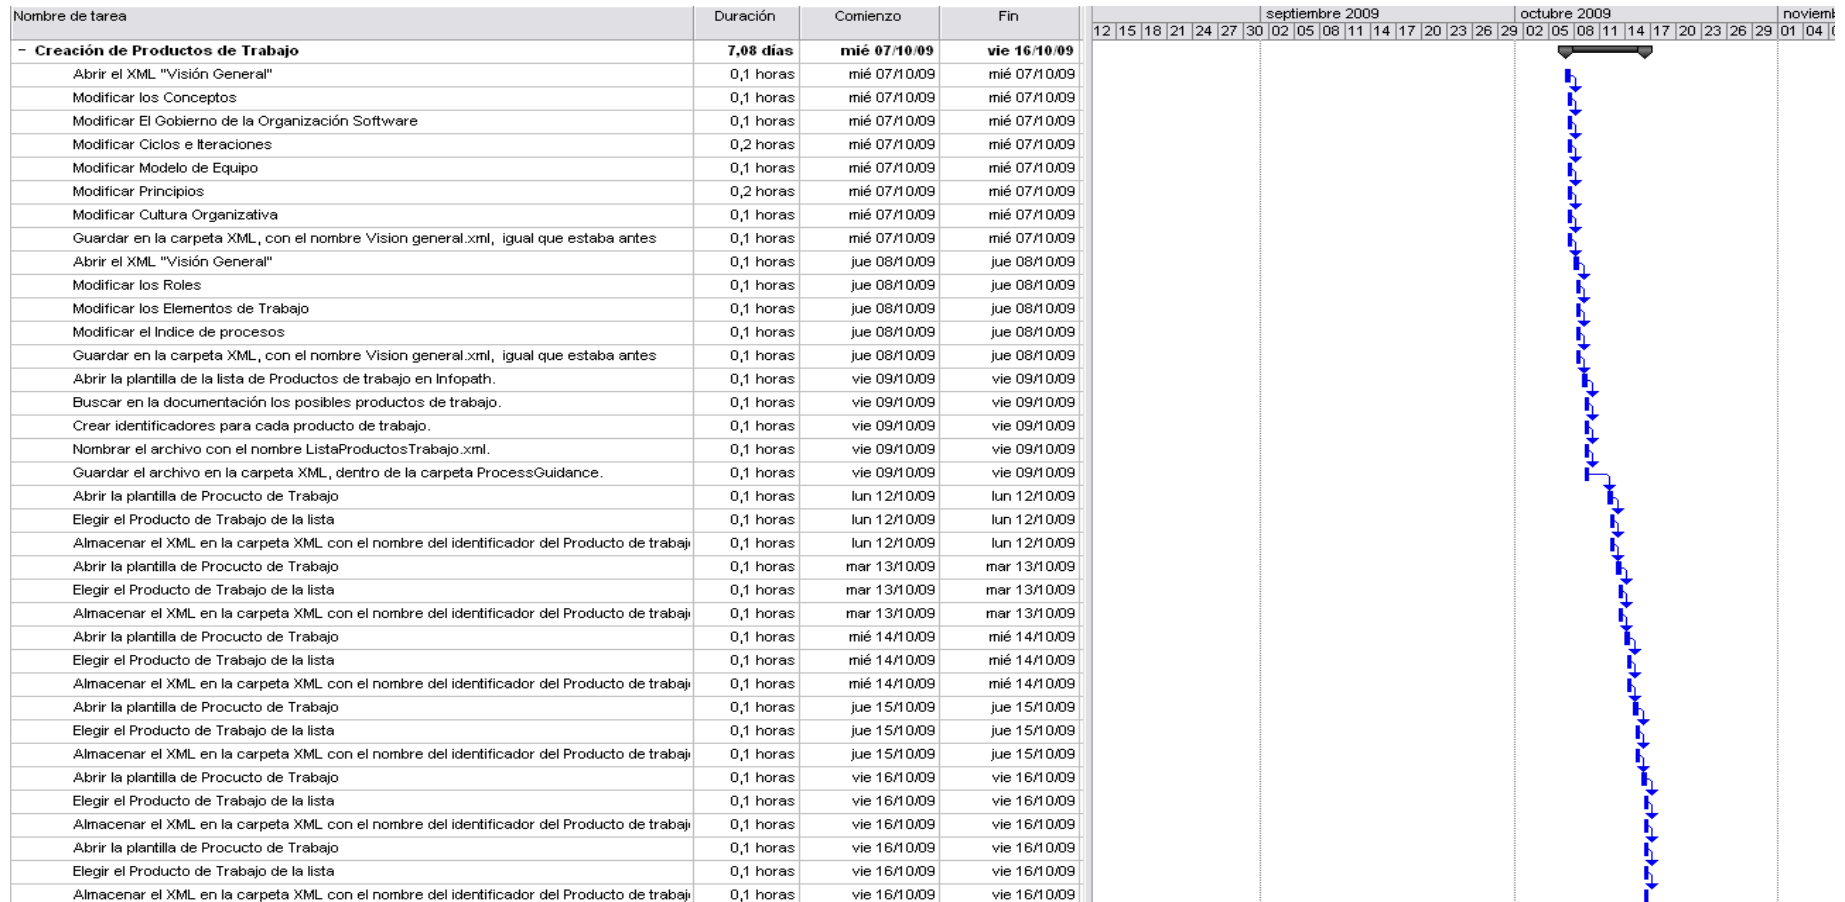 Nombre de tarea Duración Comienzo Fin septiembre 2009 octubre 2009 noviemb
12 15 18 21 24 27 30 02 05 08 11 14 17 20 23 26 29 02 05 08 11 14 17 20 23 26 29 01 04 0
− Creación de Productos de Trabajo 7,08 días mié 07/10/09 vie 16/10/09
Abrir el XML "Visión General" 0,1 horas mié 07/10/09 mié 07/10/09
Modificar los Conceptos 0,1 horas mié 07/10/09 mié 07/10/09
Modificar El Gobierno de la Organización Software 0,1 horas mié 07/10/09 mié 07/10/09
Modificar Ciclos e Iteraciones 0,2 horas mié 07/10/09 mié 07/10/09
Modificar Modelo de Equipo 0,1 horas mié 07/10/09 mié 07/10/09
Modificar Principios 0,2 horas mié 07/10/09 mié 07/10/09
Modificar Cultura Organizativa 0,1 horas mié 07/10/09 mié 07/10/09
Guardar en la carpeta XML, con el nombre Vision general.xml, igual que estaba antes 0,1 horas mié 07/10/09 mié 07/10/09
Abrir el XML "Visión General" 0,1 horas jue 08/10/09 jue 08/10/09
Modificar los Roles 0,1 horas jue 08/10/09 jue 08/10/09
Modificar los Elementos de Trabajo 0,1 horas jue 08/10/09 jue 08/10/09
Modificar el Indice de procesos 0,1 horas jue 08/10/09 jue 08/10/09
Guardar en la carpeta XML, con el nombre Vision general.xml, igual que estaba antes 0,1 horas jue 08/10/09 jue 08/10/09
Abrir la plantilla de la lista de Productos de trabajo en Infopath. 0,1 horas vie 09/10/09 vie 09/10/09
Buscar en la documentación los posibles productos de trabajo. 0,1 horas vie 09/10/09 vie 09/10/09
Crear identificadores para cada producto de trabajo. 0,1 horas vie 09/10/09 vie 09/10/09
Nombrar el archivo con el nombre ListaProductosTrabajo.xml. 0,1 horas vie 09/10/09 vie 09/10/09
Guardar el archivo en la carpeta XML, dentro de la carpeta ProcessGuidance. 0,1 horas vie 09/10/09 vie 09/10/09
Abrir la plantilla de Procucto de Trabajo 0,1 horas lun 12/10/09 lun 12/10/09
Elegir el Producto de Trabajo de la lista 0,1 horas lun 12/10/09 lun 12/10/09
Almacenar el XML en la carpeta XML con el nombre del identificador del Producto de trabaj 0,1 horas lun 12/10/09 lun 12/10/09
Abrir la plantilla de Procucto de Trabajo 0,1 horas mar 13/10/09 mar 13/10/09
Elegir el Producto de Trabajo de la lista 0,1 horas mar 13/10/09 mar 13/10/09
Almacenar el XML en la carpeta XML con el nombre del identificador del Producto de trabaj 0,1 horas mar 13/10/09 mar 13/10/09
Abrir la plantilla de Procucto de Trabajo 0,1 horas mié 14/10/09 mié 14/10/09
Elegir el Producto de Trabajo de la lista 0,1 horas mié 14/10/09 mié 14/10/09
Almacenar el XML en la carpeta XML con el nombre del identificador del Producto de trabaj 0,1 horas mié 14/10/09 mié 14/10/09
Abrir la plantilla de Procucto de Trabajo 0,1 horas jue 15/10/09 jue 15/10/09
Elegir el Producto de Trabajo de la lista 0,1 horas jue 15/10/09 jue 15/10/09
Almacenar el XML en la carpeta XML con el nombre del identificador del Producto de trabaj 0,1 horas jue 15/10/09 jue 15/10/09
Abrir la plantilla de Procucto de Trabajo 0,1 horas vie 16/10/09 vie 16/10/09
Elegir el Producto de Trabajo de la lista 0,1 horas vie 16/10/09 vie 16/10/09
Almacenar el XML en la carpeta XML con el nombre del identificador del Producto de trabaj 0,1 horas vie 16/10/09 vie 16/10/09
Abrir la plantilla de Procucto de Trabajo 0,1 horas vie 16/10/09 vie 16/10/09
Elegir el Producto de Trabajo de la lista 0,1 horas vie 16/10/09 vie 16/10/09
Almacenar el XML en la carpeta XML con el nombre del identificador del Producto de trabaj 0,1 horas vie 16/10/09 vie 16/10/09